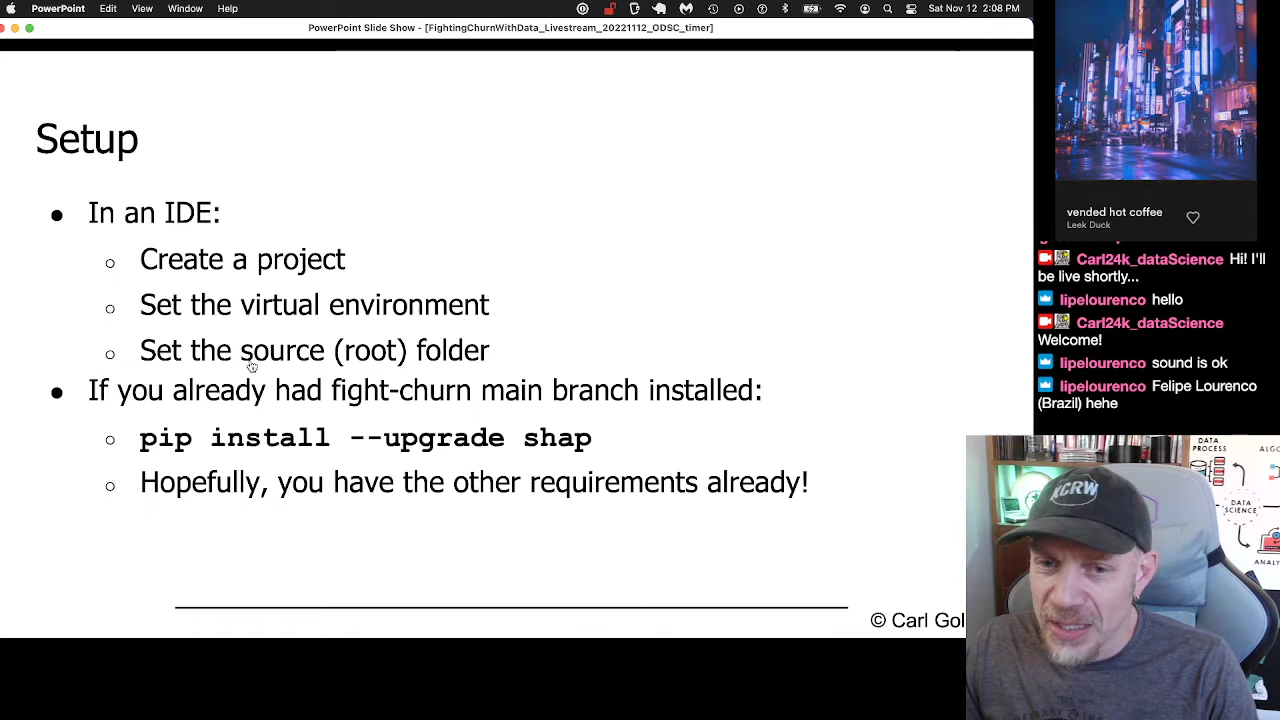 PowerPoint Edit View Window Help
Sat Nov 12 2:08 PM
PowerPoint Slide Show - [FightingChurnWithData_Livestream_20221112_ODSC_timer]
Setup
● In an IDE:
○ Create a project
○ Set the virtual environment
○ Set the source (root) folder
● If you already had fight-churn main branch installed:
○ pip install --upgrade shap
○ Hopefully, you have the other requirements already!
© Carl Gol
vended hot coffee
Leek Duck
Carl24k_dataScience Hi! I'll
be live shortly...
lipelourenco hello
Carl24k_dataScience
Welcome!
lipelourenco sound is ok
lipelourenco Felipe Lourenco
(Brazil) hehe
DATA
PROCESS
ALGO
DATA
SCIENCE
ANALY
KCRW